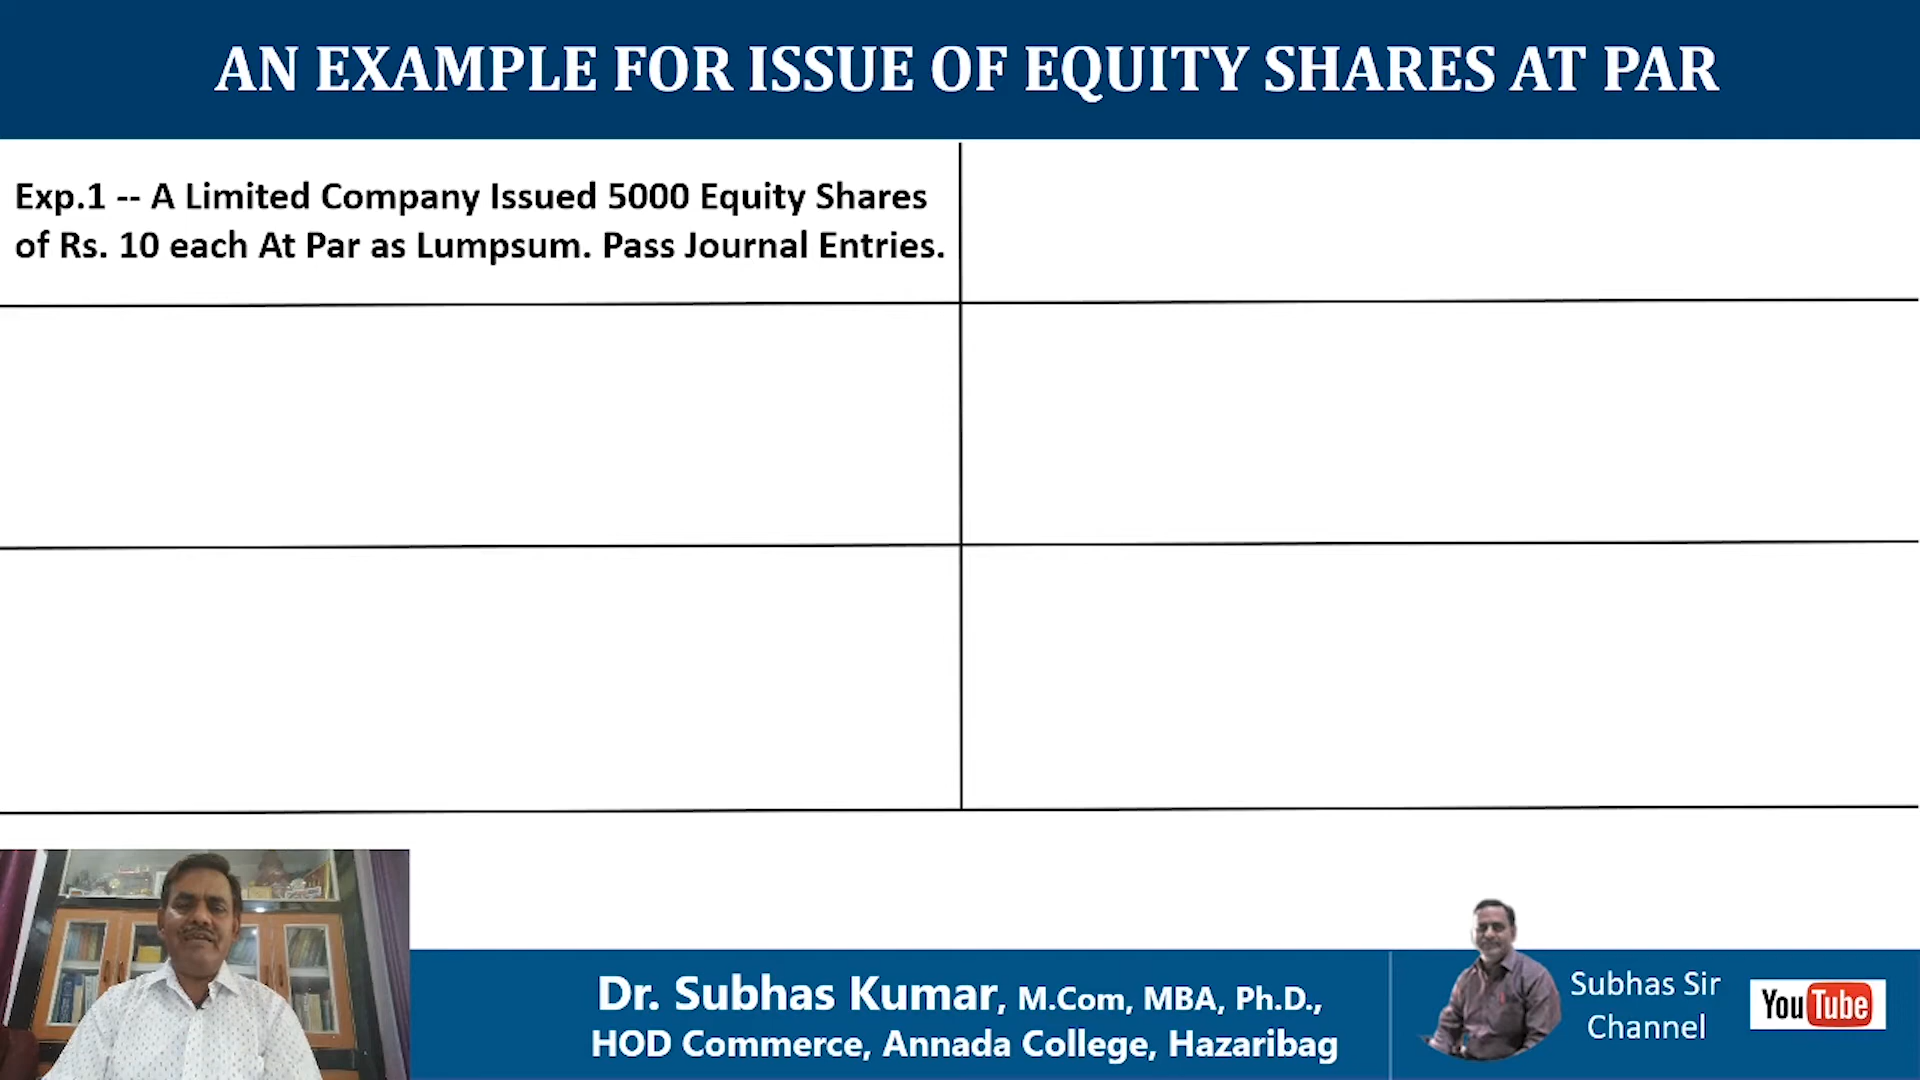 AN EXAMPLE FOR ISSUE OF EQUITY SHARES AT PAR
Exp.1 -- A Limited Company Issued 5000 Equity Shares
of Rs. 10 each At Par as Lumpsum. Pass Journal Entries.
Dr. Subhas Kumar, M.Com, MBA, Ph.D.,
HOD Commerce, Annada College, Hazaribag
Subhas Sir
Channel
YouTube